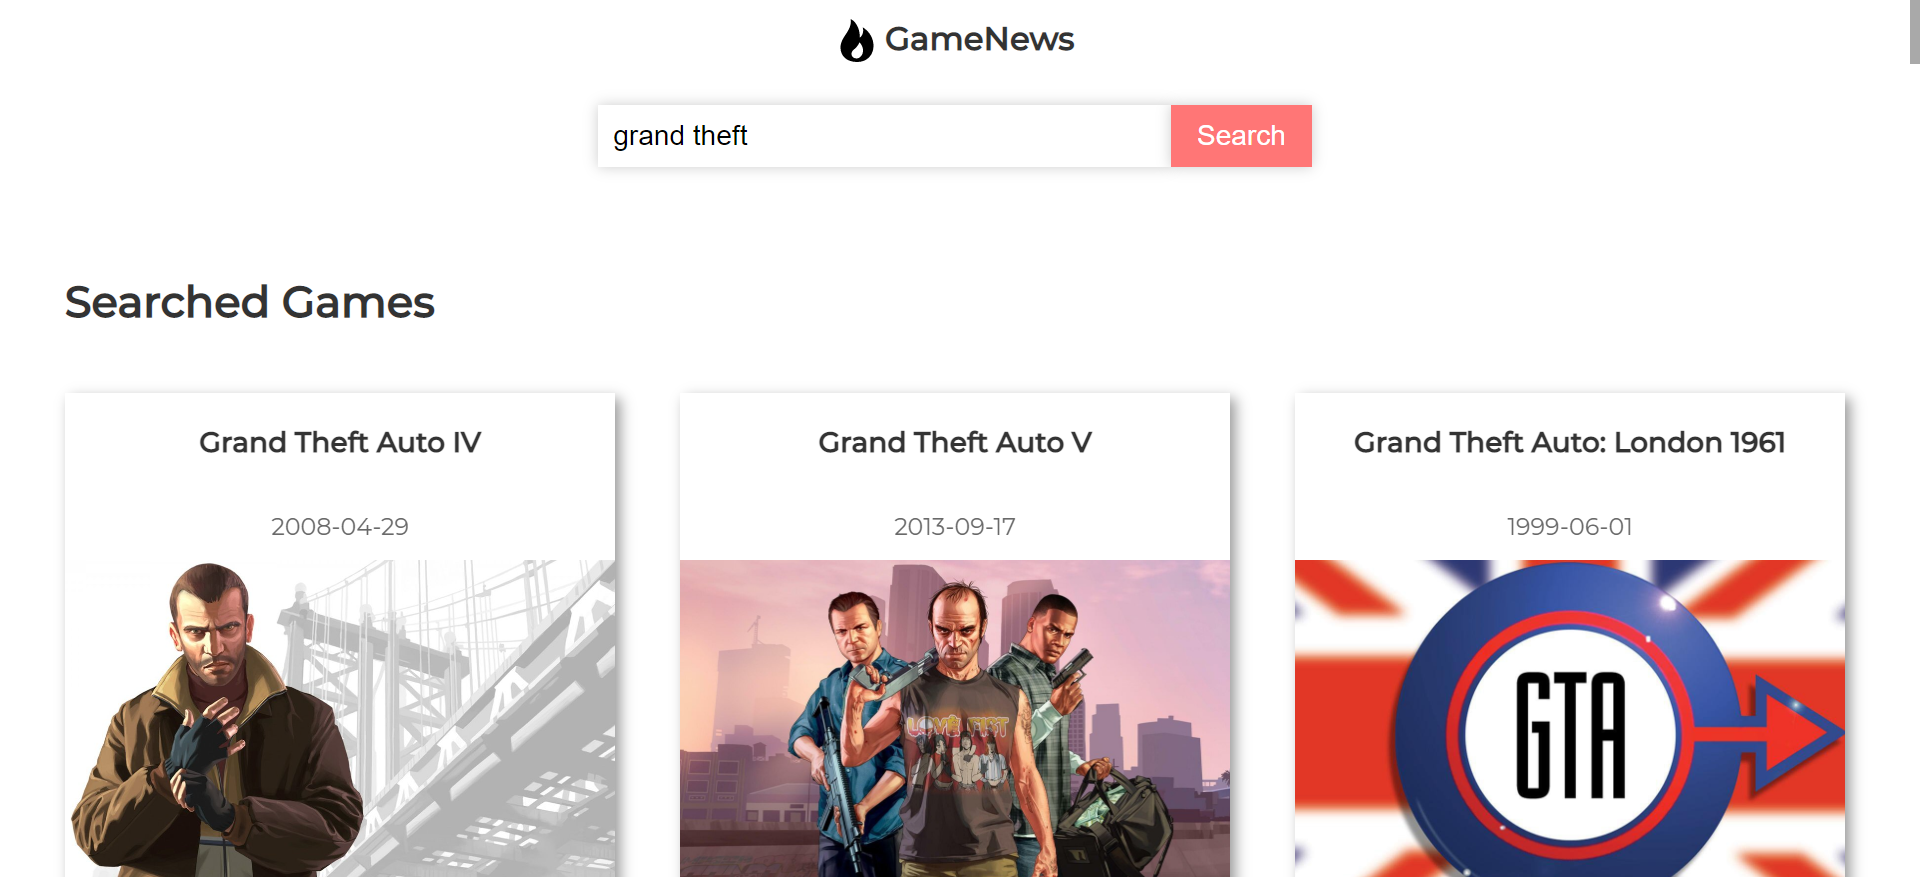 GameNews
grand theft
Search
Searched Games
Grand Theft Auto IV
2008-04-29
Grand Theft Auto V
2013-09-17
LOVE FIST
Grand Theft Auto: London 1961
1999-06-01
GTA